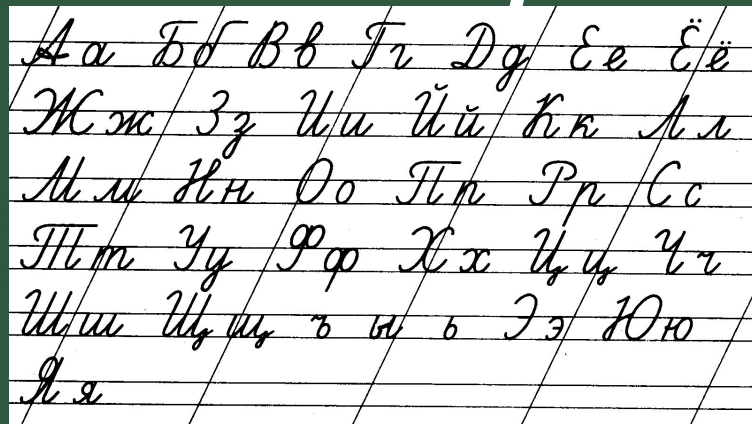 Аа Бб Вв Гг Дд Ее Ёё
Жж Зз Ии Йй Кк Лл
Мм Нн Оо Пп Рр Сс
Тт Уу Фф Хх Цц Чч
Шш Щщ ъ ы ь Ээ Юю
Яя